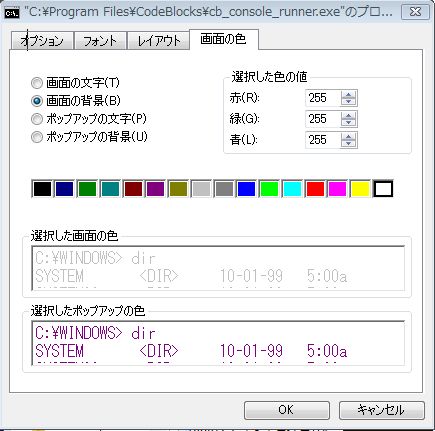 "C:¥Program Files¥CodeBlocks¥cb_console_runner.exe"のプロ...
オプション フォント レイアウト 画面の色
画面の文字(T)
画面の背景(B)
ポップアップの文字(P)
ポップアップの背景(U)
選択した色の値
赤(R): 255
緑(G): 255
青(L): 255
選択した画面の色
C:¥WINDOWS> dir
SYSTEM <DIR> 10-01-99 5:00a
選択したポップアップの色
C:¥WINDOWS> dir
SYSTEM <DIR> 10-01-99 5:00a
OK キャンセル